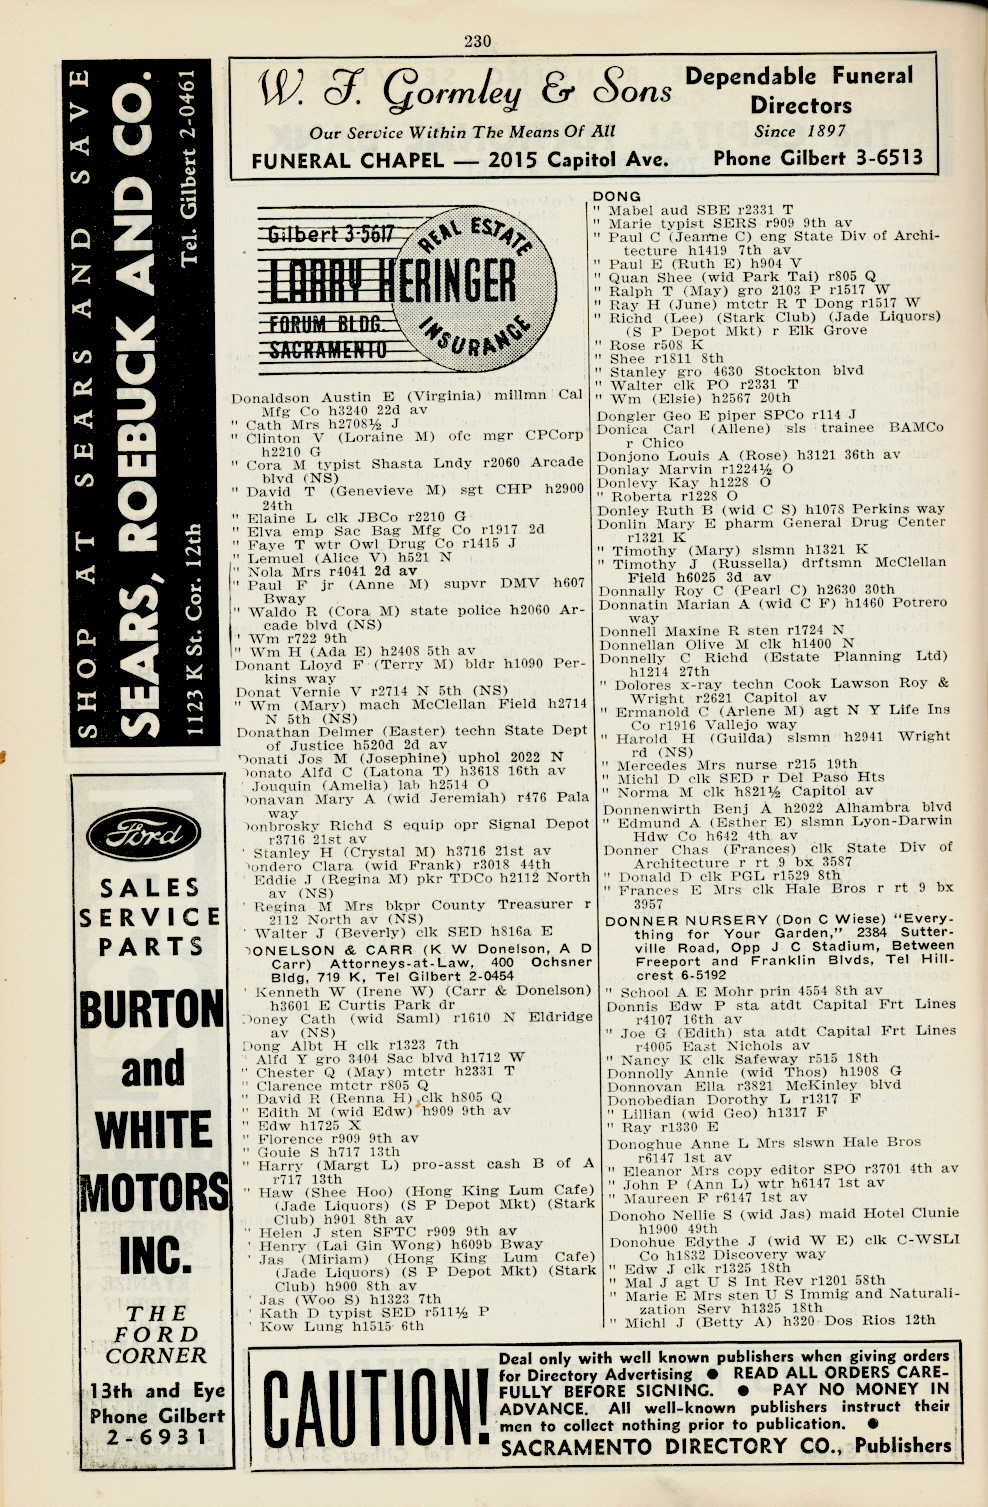 230
SHOP AT SEARS AND SAVE
SEARS, ROEBUCK AND CO.
1123 K St. Cor. 12th Tel. Gilbert 2-0461
W. F. Gormley & Sons
Dependable Funeral
Directors
Our Service Within The Means Of All
Since 1897
FUNERAL CHAPEL — 2015 Capitol Ave.
Phone Gilbert 3-6513
Gilbert 3-5617
REAL ESTATE
LARRY HERINGER
FORUM BLDG.
INSURANCE
SACRAMENTO
Donaldson Austin E (Virginia) millmn Cal
Mfg Co h3240 22d av
" Cath Mrs h2708½ J
" Clinton V (Loraine M) ofc mgr CPCorp
h2210 G
" Cora M typist Shasta Lndy r2060 Arcade
blvd (NS)
" David T (Genevieve M) sgt CHP h2900
24th
" Elaine L clk JBCo r2210 G
" Elva emp Sac Bag Mfg Co r1917 2d
" Faye T wtr Owl Drug Co r1415 J
" Lemuel (Alice V) h521 N
" Nola Mrs r4041 2d av
" Paul F jr (Anne M) supvr DMV h607
Bway
" Waldo R (Cora M) state police h2060 Ar-
cade blvd (NS)
" Wm r722 9th
" Wm H (Ada E) h2408 5th av
Donant Lloyd F (Terry M) bldr h1090 Per-
kins way
Donat Vernie V r2714 N 5th (NS)
" Wm (Mary) mach McClellan Field h2714
N 5th (NS)
Donathan Delmer (Easter) techn State Dept
of Justice h520d 2d av
Donati Jos M (Josephine) uphol 2022 N
Donato Alfd C (Latona T) h3618 16th av
Jouquin (Amelia) lab h2514 O
Donavan Mary A (wid Jeremiah) r476 Pala
way
Donbrosky Richd S equip opr Signal Depot
r3716 21st av
" Stanley H (Crystal M) h3716 21st av
Dondero Clara (wid Frank) r3018 44th
" Eddie J (Regina M) pkr TDCo h2112 North
av (NS)
" Regina M Mrs bkpr County Treasurer r
2112 North av (NS)
" Walter J (Beverly) clk SED h816a E
DONELSON & CARR (K W Donelson, A D
Carr) Attorneys-at-Law, 400 Ochsner
Bldg, 719 K, Tel Gilbert 2-0454
" Kenneth W (Irene W) (Carr & Donelson)
h3601 E Curtis Park dr
Doney Cath (wid Saml) r1610 N Eldridge
av (NS)
Dong Albt H clk r1323 7th
" Alfd Y gro 3404 Sac blvd h1712 W
" Chester Q (May) mtctr h2331 T
" Clarence mtctr r805 Q
" David R (Renna H) clk h805 Q
" Edith M (wid Edw) h909 9th av
" Edw h1725 X
" Florence r909 9th av
" Gouie S h717 13th
" Harry (Margt L) pro-asst cash B of A
r717 13th
" Haw (Shee Hoo) (Hong King Lum Cafe)
(Jade Liquors) (S P Depot Mkt) (Stark
Club) h901 8th av
" Helen J sten SFTC r909 9th av
" Henry (Lai Gin Wong) h609b Bway
" Jas (Miriam) (Hong King Lum Cafe)
(Jade Liquors) (S P Depot Mkt) (Stark
Club) h900 8th av
" Jas (Woo S) h1323 7th
" Kath D typist SED r511½ P
" Kow Lung h1515 6th
DONG
" Mabel aud SBE r2331 T
" Marie typist SERS r909 9th av
" Paul C (Jeanne C) eng State Div of Archi-
tecture h1419 7th av
" Paul E (Ruth E) h904 V
" Quan Shee (wid Park Tai) r805 Q
" Ralph T (May) gro 2103 P r1517 W
" Ray H (June) mtctr R T Dong r1517 W
" Richd (Lee) (Stark Club) (Jade Liquors)
(S P Depot Mkt) r Elk Grove
" Rose r508 K
" Shee r1811 8th
" Stanley gro 4630 Stockton blvd
" Walter clk PO r2331 T
" Wm (Elsie) h2567 20th
Dongler Geo E piper SPCo r114 J
Donica Carl (Allene) sls trainee BAMCo
r Chico
Donjono Louis A (Rose) h3121 36th av
Donlay Marvin r1224½ O
Donlevy Kay h1228 O
" Roberta r1228 O
Donley Ruth B (wid C S) h1078 Perkins way
Donlin Mary E pharm General Drug Center
r1321 K
" Timothy (Mary) slsmn h1321 K
" Timothy J (Russella) drftsmn McClellan
Field h6025 3d av
Donnally Roy C (Pearl C) h2630 30th
Donnatin Marian A (wid C F) h1460 Potrero
way
Donnell Maxine R sten r1724 N
Donnellan Olive M clk h1400 N
Donnelly C Richd (Estate Planning Ltd)
h1214 27th
" Dolores x-ray techn Cook Lawson Roy &
Wright r2621 Capitol av
" Ermanold C (Arlene M) agt N Y Life Ins
Co r1916 Vallejo way
" Harold H (Guilda) slsmn h2941 Wright
rd (NS)
" Mercedes Mrs nurse r215 19th
" Michl D clk SED r Del Paso Hts
" Norma M clk h821½ Capitol av
Donnenwirth Benj A h2022 Alhambra blvd
" Edmund A (Esther E) slsmn Lyon-Darwin
Hdw Co h642 4th av
Donner Chas (Frances) clk State Div of
Architecture r rt 9 bx 3587
" Donald D clk PGL r1529 8th
" Frances E Mrs clk Hale Bros r rt 9 bx
3957
DONNER NURSERY (Don C Wiese) "Every-
thing for Your Garden," 2384 Sutter-
ville Road, Opp J C Stadium, Between
Freeport and Franklin Blvds, Tel Hill-
crest 6-5192
" School A E Mohr prin 4554 8th av
Donnis Edw P sta atdt Capital Frt Lines
r4107 16th av
" Joe G (Edith) sta atdt Capital Frt Lines
r4005 East Nichols av
" Nancy K clk Safeway r515 18th
Donnolly Annie (wid Thos) h1908 G
Donnovan Ella r3821 McKinley blvd
Donobedian Dorothy L r1317 F
" Lillian (wid Geo) h1317 F
" Ray r1330 E
Donoghue Anne L Mrs slswn Hale Bros
r6147 1st av
" Eleanor Mrs copy editor SPO r3701 4th av
" John P (Ann L) wtr h6147 1st av
" Maureen F r6147 1st av
Donoho Nellie S (wid Jas) maid Hotel Clunie
h1900 49th
Donohue Edythe J (wid W E) clk C-WSLI
Co h1832 Discovery way
" Edw J clk r1325 18th
" Mal J agt U S Int Rev r1201 58th
" Marie E Mrs sten U S Immig and Naturali-
zation Serv h1325 18th
" Michl J (Betty A) h320 Dos Rios 12th
Ford
SALES
SERVICE
PARTS
BURTON
and
WHITE
MOTORS
INC.
THE
FORD
CORNER
13th and Eye
Phone Gilbert
2-6931
CAUTION!
Deal only with well known publishers when giving orders
for Directory Advertising ● READ ALL ORDERS CARE-
FULLY BEFORE SIGNING. ● PAY NO MONEY IN
ADVANCE. All well-known publishers instruct their
men to collect nothing prior to publication. ●
SACRAMENTO DIRECTORY CO., Publishers